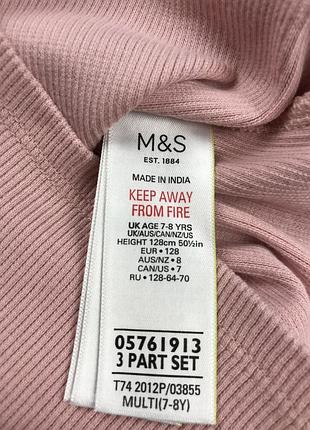 M&S
EST. 1884
MADE IN INDIA
KEEP AWAY
FROM FIRE
UK AGE 7-8 YRS
UK/AUS/CAN/NZ/US
HEIGHT 128cm 50½in
EUR • 128
AUS/NZ • 8
CAN/US • 7
RU • 128-64-70
05761913
3 PART SET
T74 2012P/03855
MULTI(7-8Y)